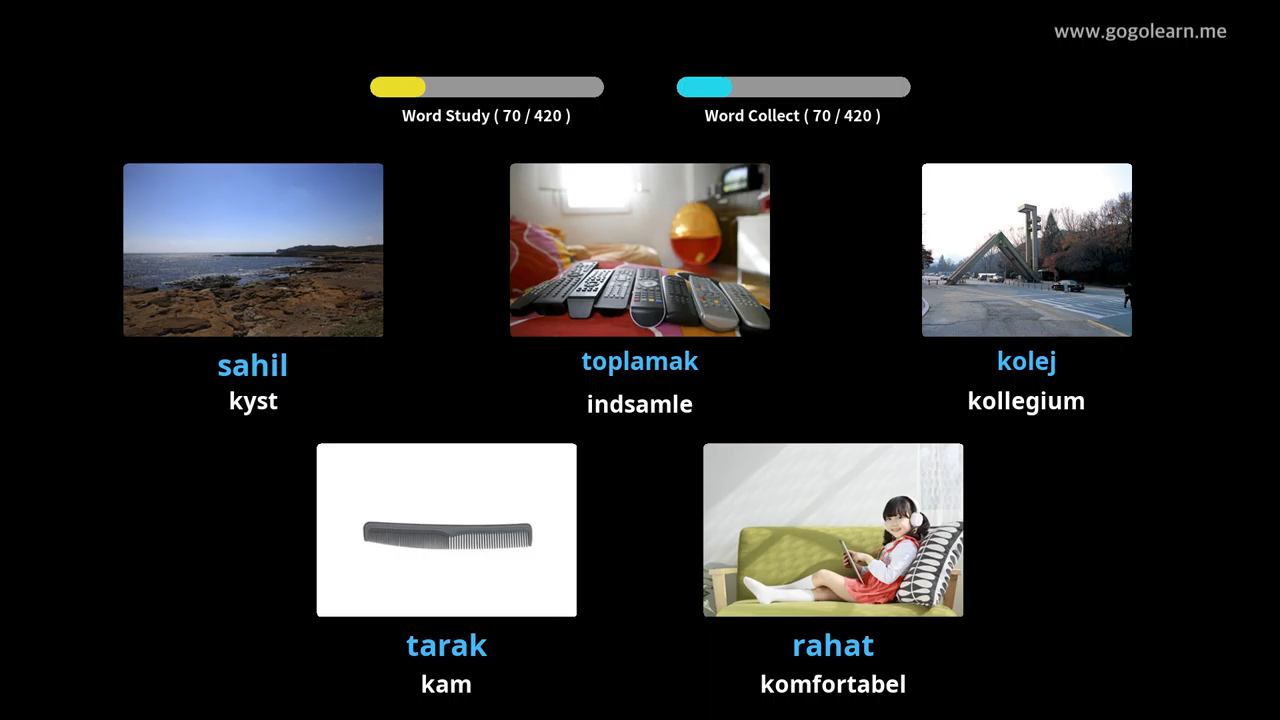 www.gogolearn.me
Word Study ( 70 / 420 )
Word Collect ( 70 / 420 )
sahil
kyst
toplamak
indsamle
kolej
kollegium
tarak
kam
rahat
komfortabel